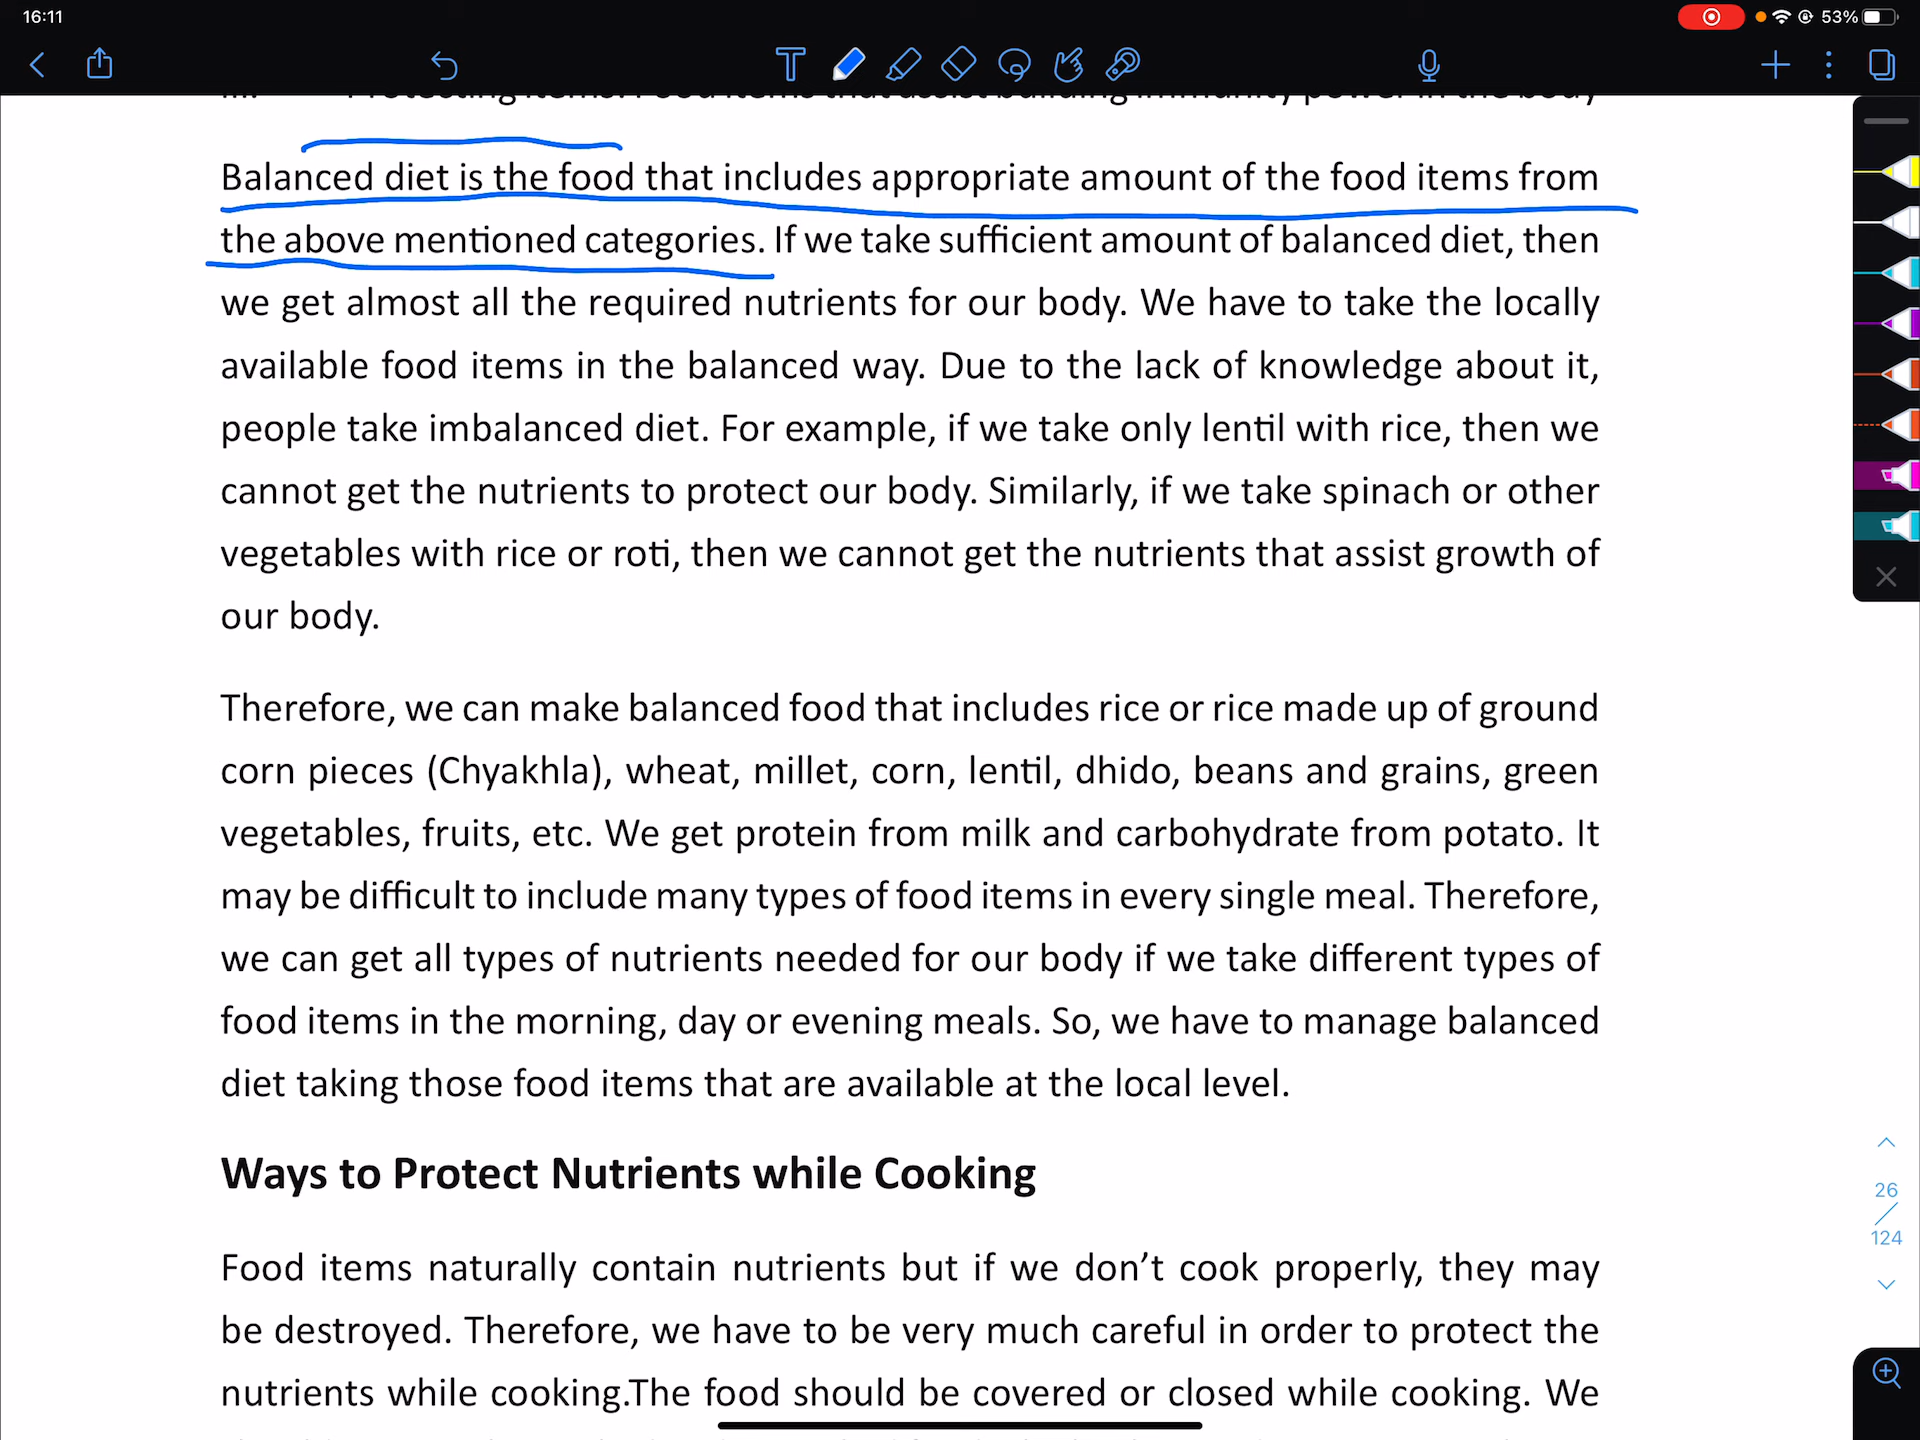 16:11
53%
iii. Protecting items: Food items that assist building immunity power in the body
Balanced diet is the food that includes appropriate amount of the food items from
the above mentioned categories. If we take sufficient amount of balanced diet, then
we get almost all the required nutrients for our body. We have to take the locally
available food items in the balanced way. Due to the lack of knowledge about it,
people take imbalanced diet. For example, if we take only lentil with rice, then we
cannot get the nutrients to protect our body. Similarly, if we take spinach or other
vegetables with rice or roti, then we cannot get the nutrients that assist growth of
our body.
Therefore, we can make balanced food that includes rice or rice made up of ground
corn pieces (Chyakhla), wheat, millet, corn, lentil, dhido, beans and grains, green
vegetables, fruits, etc. We get protein from milk and carbohydrate from potato. It
may be difficult to include many types of food items in every single meal. Therefore,
we can get all types of nutrients needed for our body if we take different types of
food items in the morning, day or evening meals. So, we have to manage balanced
diet taking those food items that are available at the local level.
Ways to Protect Nutrients while Cooking
Food items naturally contain nutrients but if we don’t cook properly, they may
be destroyed. Therefore, we have to be very much careful in order to protect the
nutrients while cooking.The food should be covered or closed while cooking. We
26
124